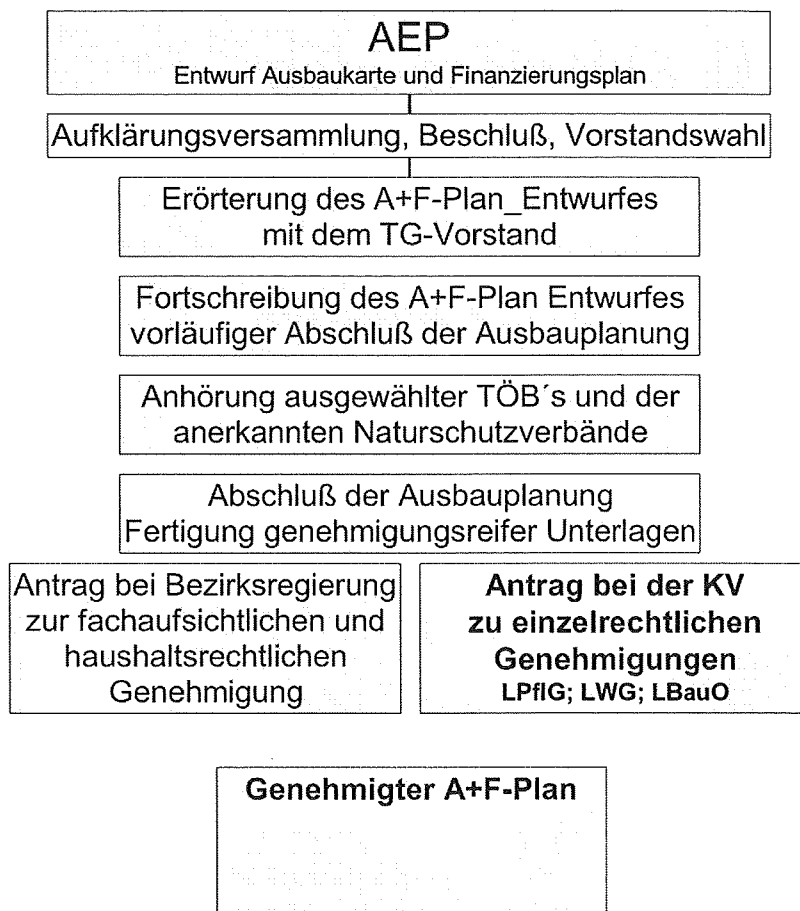 AEP
Entwurf Ausbaukarte und Finanzierungsplan
Aufklärungsversammlung, Beschluß, Vorstandswahl
Erörterung des A+F-Plan_Entwurfes
mit dem TG-Vorstand
Fortschreibung des A+F-Plan Entwurfes
vorläufiger Abschluß der Ausbauplanung
Anhörung ausgewählter TÖB´s und der
anerkannten Naturschutzverbände
Abschluß der Ausbauplanung
Fertigung genehmigungsreifer Unterlagen
Antrag bei Bezirksregierung
zur fachaufsichtlichen und
haushaltsrechtlichen
Genehmigung
Antrag bei der KV
zu einzelrechtlichen
Genehmigungen
LPflG; LWG; LBauO
Genehmigter A+F-Plan